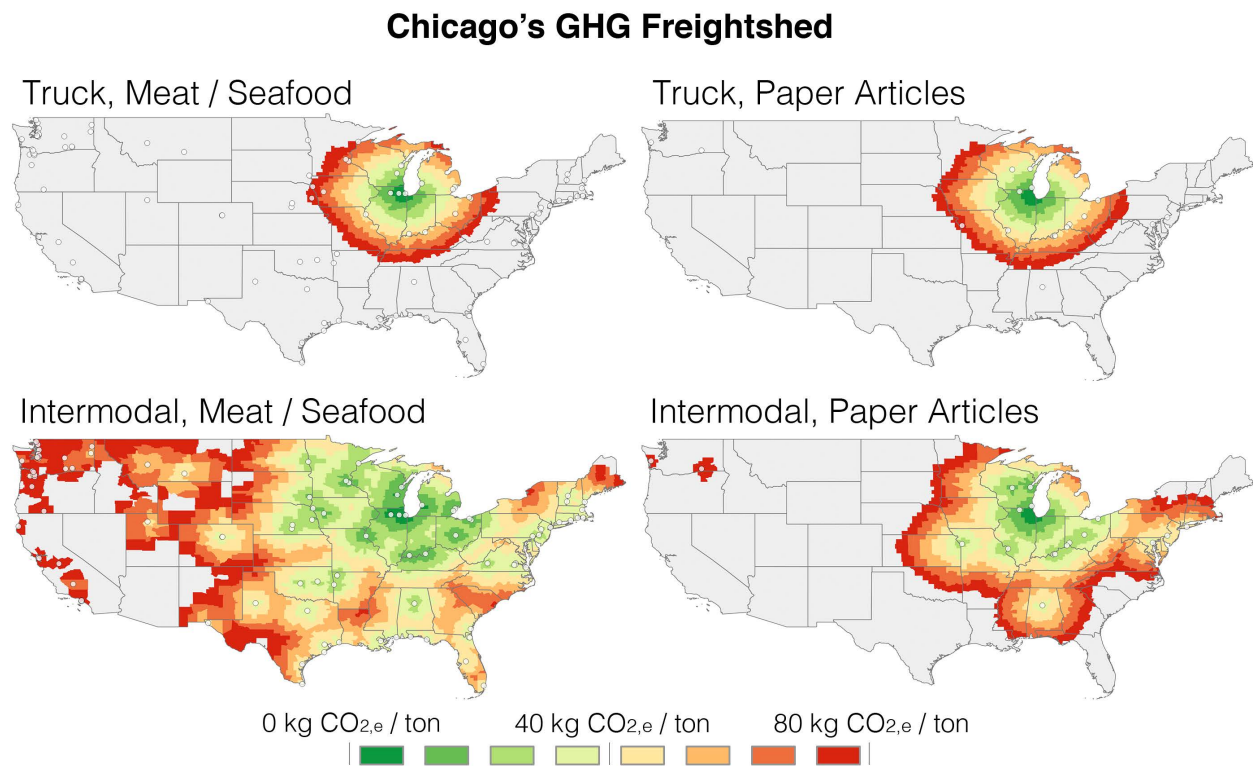 Chicago's GHG Freightshed
Truck, Meat / Seafood
Truck, Paper Articles
Intermodal, Meat / Seafood
Intermodal, Paper Articles
0 kg CO2,e / ton
40 kg CO2,e / ton
80 kg CO2,e / ton